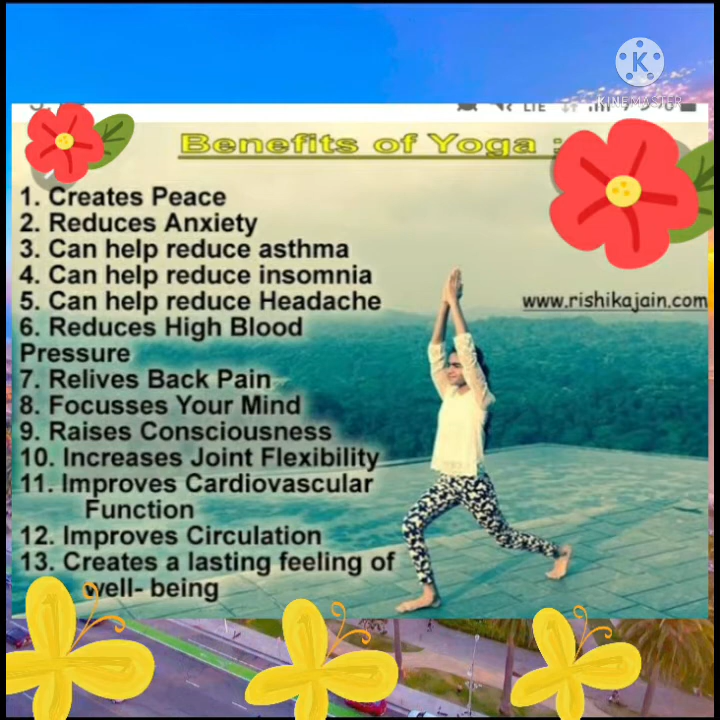 K
KINEMASTER
LTE
Benefits of Yoga :
1. Creates Peace
2. Reduces Anxiety
3. Can help reduce asthma
4. Can help reduce insomnia
5. Can help reduce Headache
www.rishikajain.com
6. Reduces High Blood
Pressure
7. Relives Back Pain
8. Focusses Your Mind
9. Raises Consciousness
10. Increases Joint Flexibility
11. Improves Cardiovascular
Function
12. Improves Circulation
13. Creates a lasting feeling of
well- being